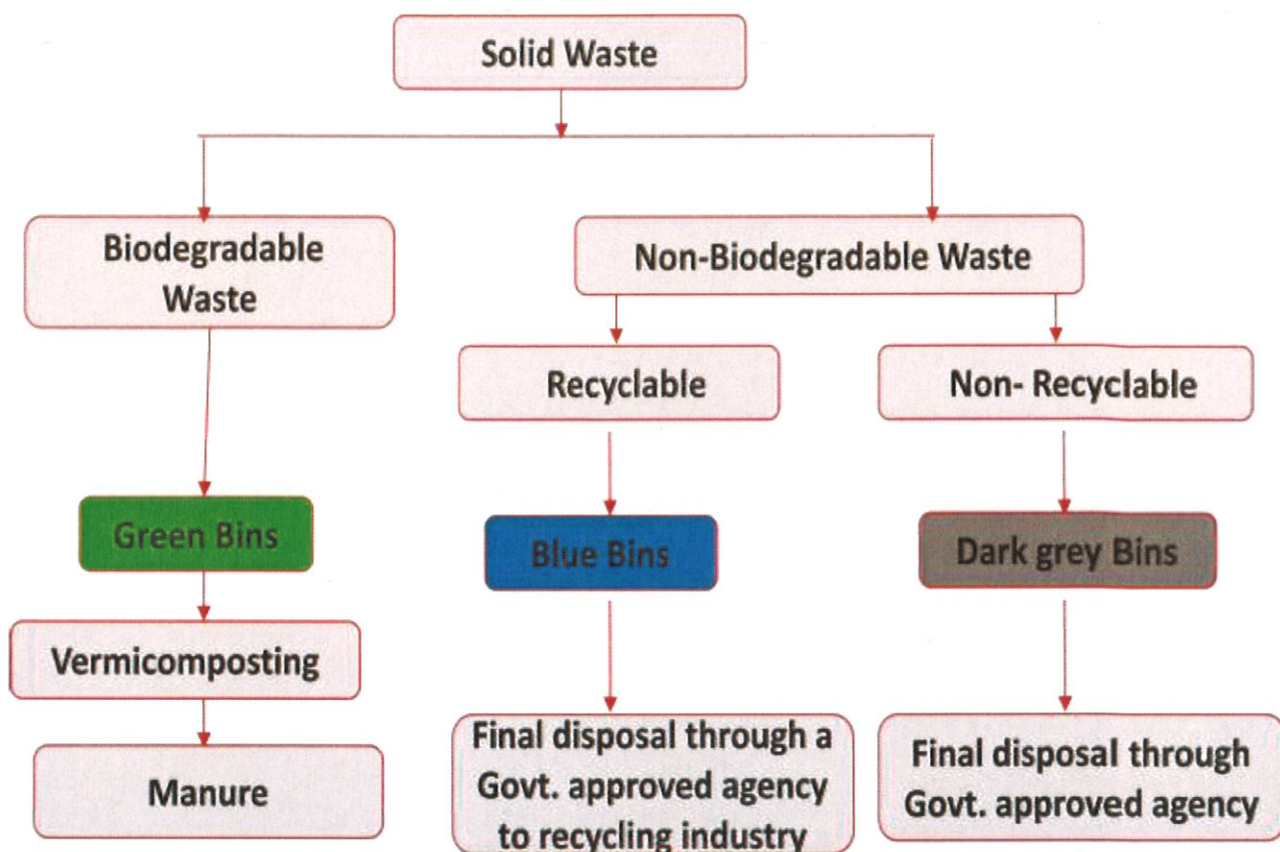 Solid Waste
Biodegradable
Waste
Non-Biodegradable Waste
Recyclable
Non- Recyclable
Green Bins
Blue Bins
Dark grey Bins
Vermicomposting
Manure
Final disposal through a
Govt. approved agency
to recycling industry
Final disposal through
Govt. approved agency